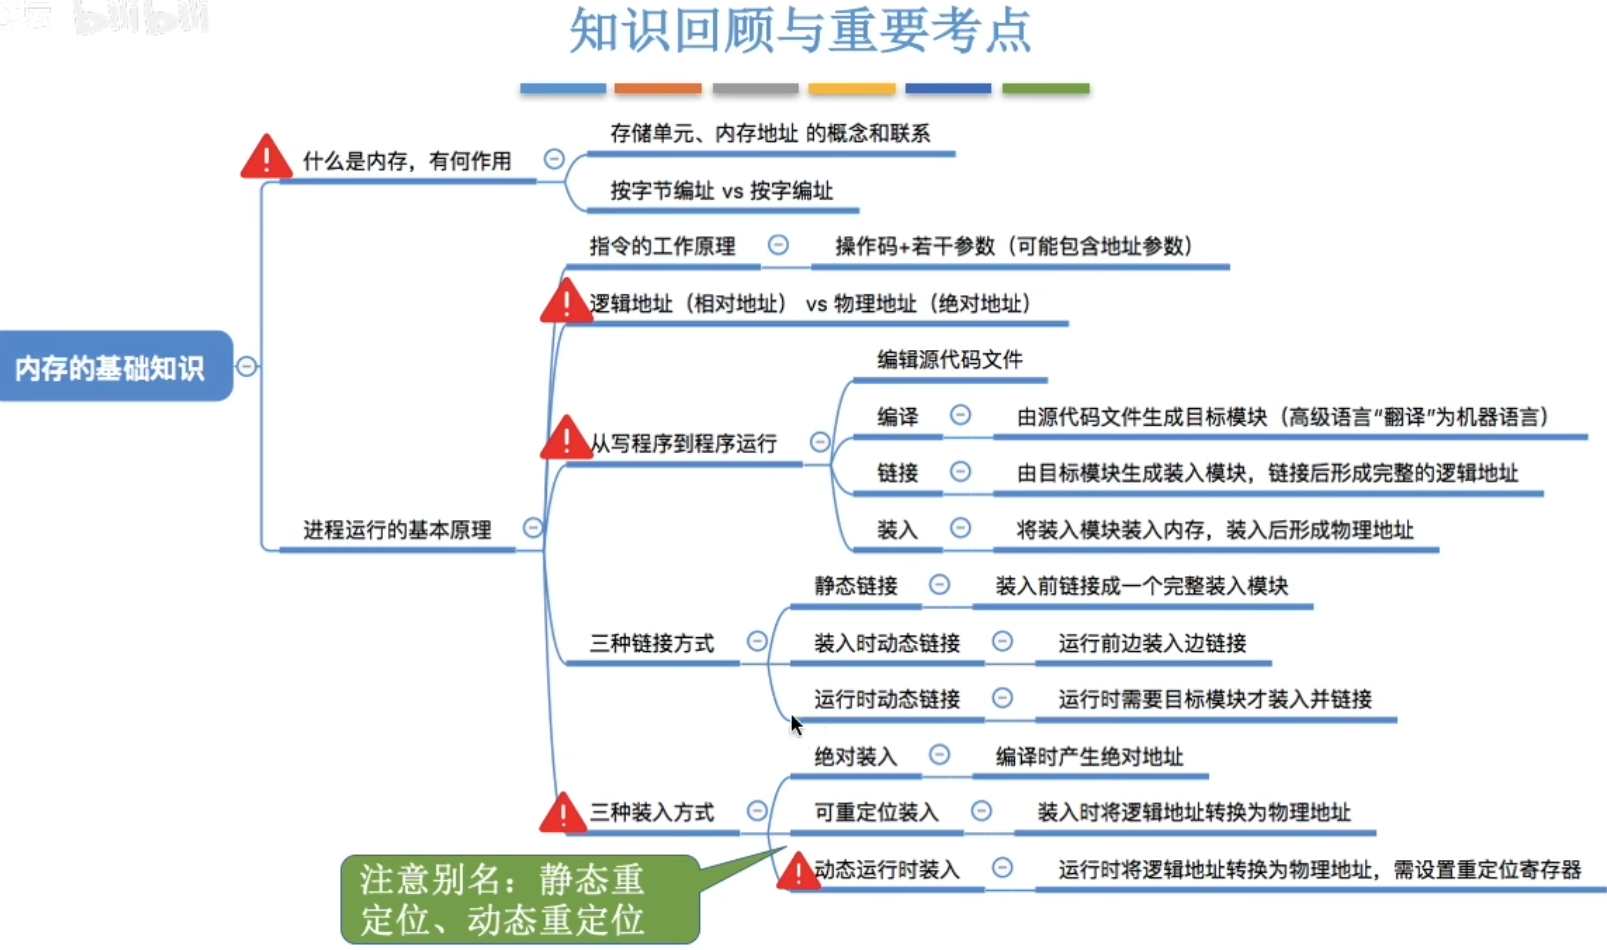 bilibili
知识回顾与重要考点
什么是内存，有何作用
存储单元、内存地址 的概念和联系
按字节编址 vs 按字编址
内存的基础知识
进程运行的基本原理
指令的工作原理
操作码+若干参数（可能包含地址参数）
逻辑地址（相对地址） vs 物理地址（绝对地址）
从写程序到程序运行
编辑源代码文件
编译
由源代码文件生成目标模块（高级语言“翻译”为机器语言）
链接
由目标模块生成装入模块，链接后形成完整的逻辑地址
装入
将装入模块装入内存，装入后形成物理地址
三种链接方式
静态链接
装入前链接成一个完整装入模块
装入时动态链接
运行前边装入边链接
运行时动态链接
运行时需要目标模块才装入并链接
三种装入方式
绝对装入
编译时产生绝对地址
可重定位装入
装入时将逻辑地址转换为物理地址
动态运行时装入
运行时将逻辑地址转换为物理地址，需设置重定位寄存器
注意别名：静态重
定位、动态重定位